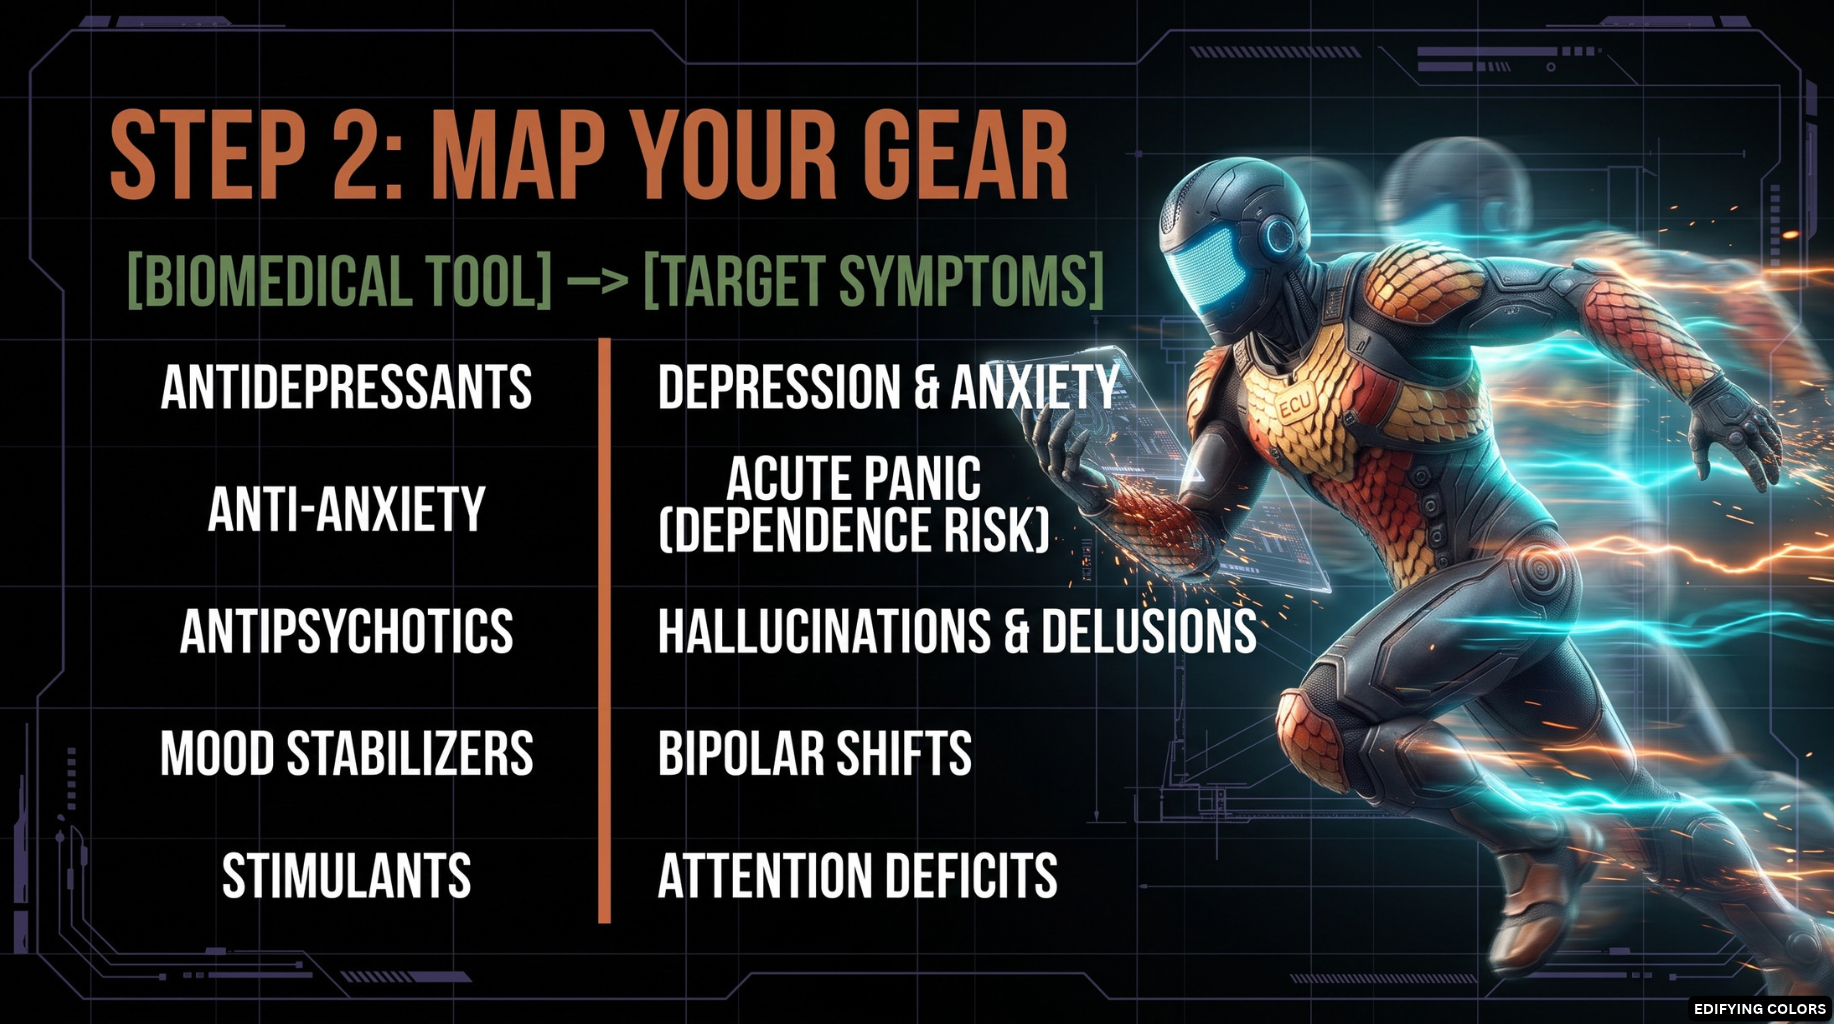 STEP 2: MAP YOUR GEAR
[BIOMEDICAL TOOL] —> [TARGET SYMPTOMS]
ANTIDEPRESSANTS
DEPRESSION & ANXIETY
ANTI-ANXIETY
ACUTE PANIC
(DEPENDENCE RISK)
ANTIPSYCHOTICS
HALLUCINATIONS & DELUSIONS
MOOD STABILIZERS
BIPOLAR SHIFTS
STIMULANTS
ATTENTION DEFICITS
ECU
EDIFYING COLORS